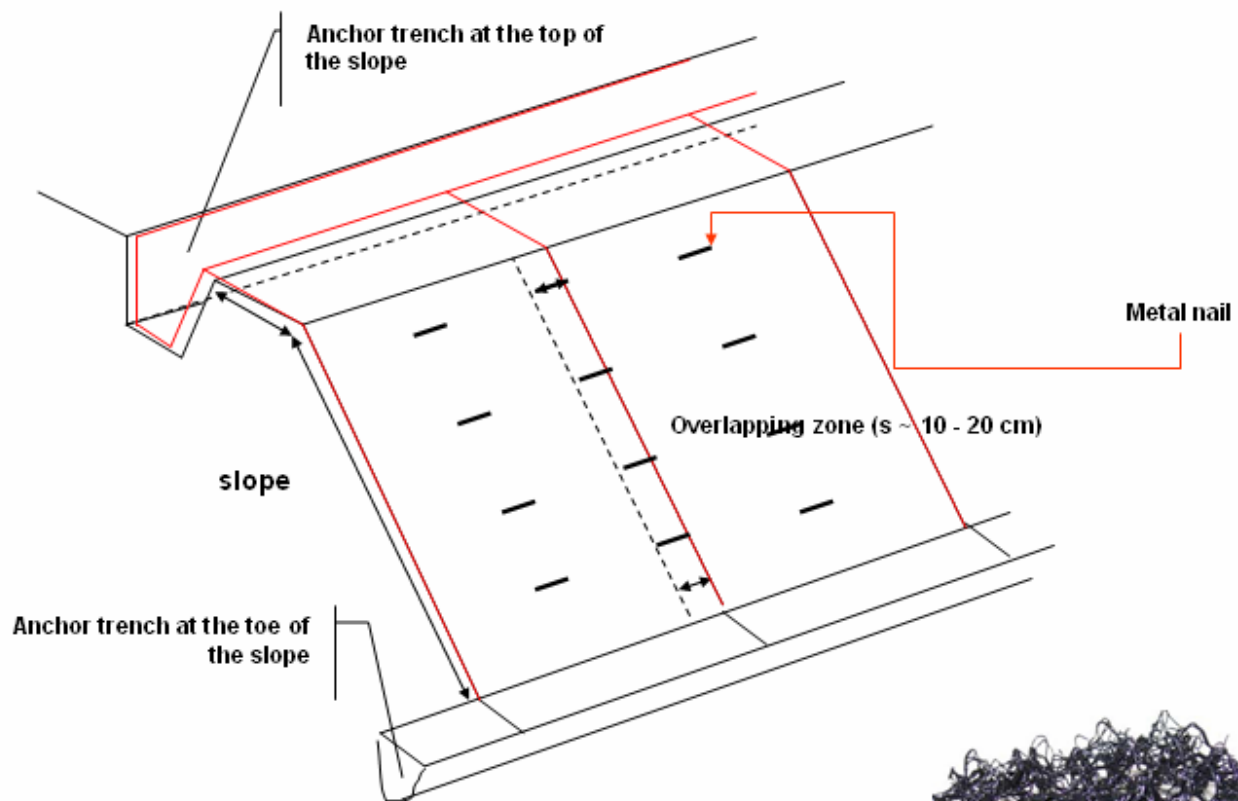 Anchor trench at the top of
the slope
Metal nail
Overlapping zone (s ~ 10 - 20 cm)
slope
Anchor trench at the toe of
the slope